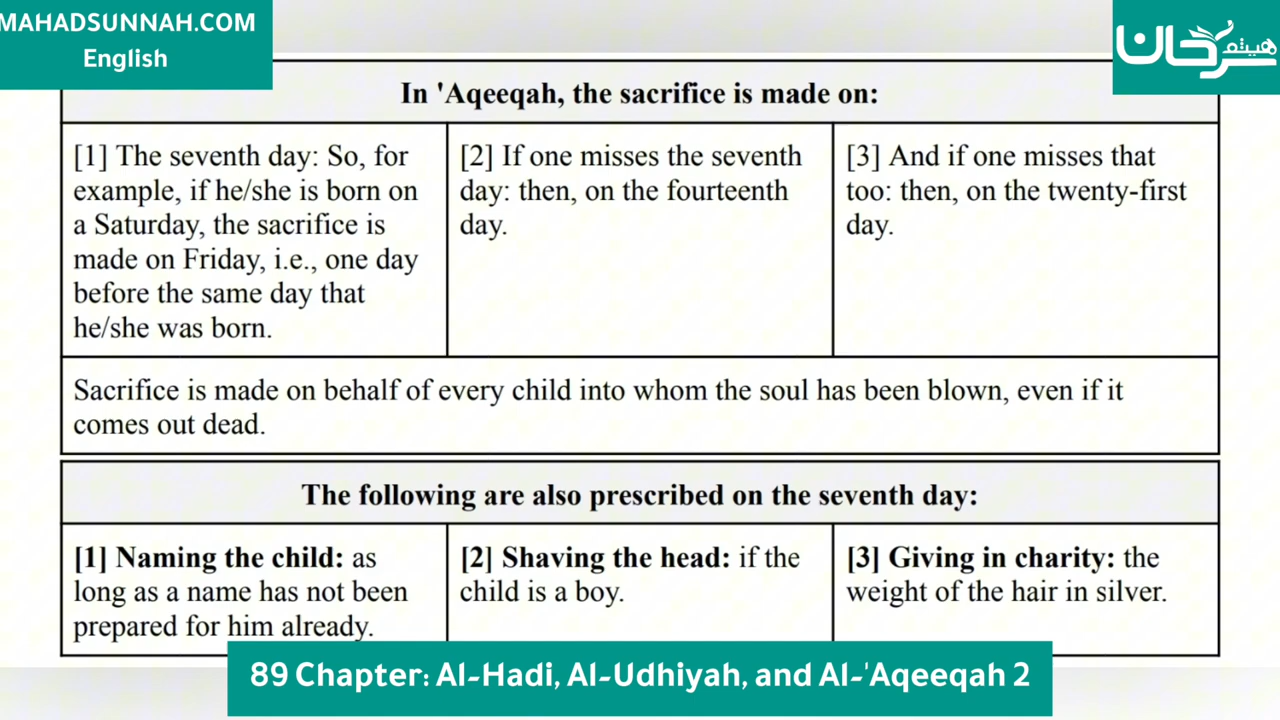 MAHADSUNNAH.COM
English
هيثم
سرحان
In 'Aqeeqah, the sacrifice is made on:
[1] The seventh day: So, for
example, if he/she is born on
a Saturday, the sacrifice is
made on Friday, i.e., one day
before the same day that
he/she was born.
[2] If one misses the seventh
day: then, on the fourteenth
day.
[3] And if one misses that
too: then, on the twenty-first
day.
Sacrifice is made on behalf of every child into whom the soul has been blown, even if it
comes out dead.
The following are also prescribed on the seventh day:
[1] Naming the child: as
long as a name has not been
prepared for him already.
[2] Shaving the head: if the
child is a boy.
[3] Giving in charity: the
weight of the hair in silver.
89 Chapter: Al-Hadi, Al-Udhiyah, and Al-'Aqeeqah 2